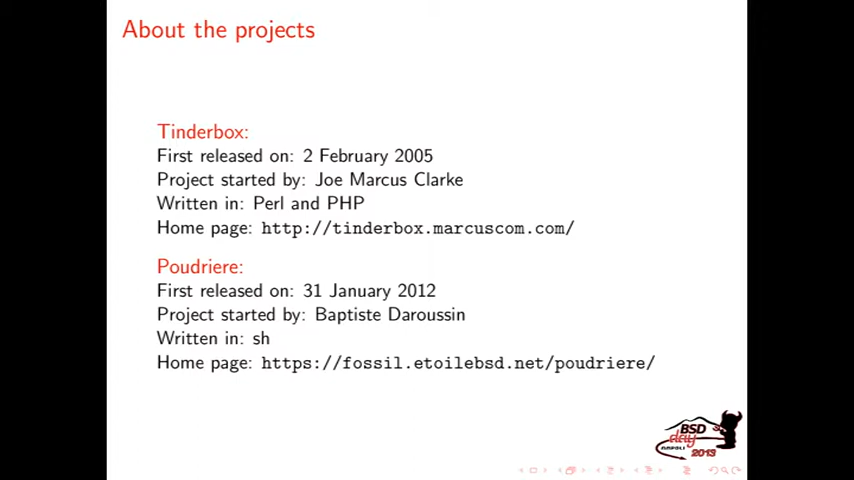 About the projects
Tinderbox:
First released on: 2 February 2005
Project started by: Joe Marcus Clarke
Written in: Perl and PHP
Home page: http://tinderbox.marcuscom.com/
Poudriere:
First released on: 31 January 2012
Project started by: Baptiste Daroussin
Written in: sh
Home page: https://fossil.etoilebsd.net/poudriere/
BSD
day
NAPOLI
2013